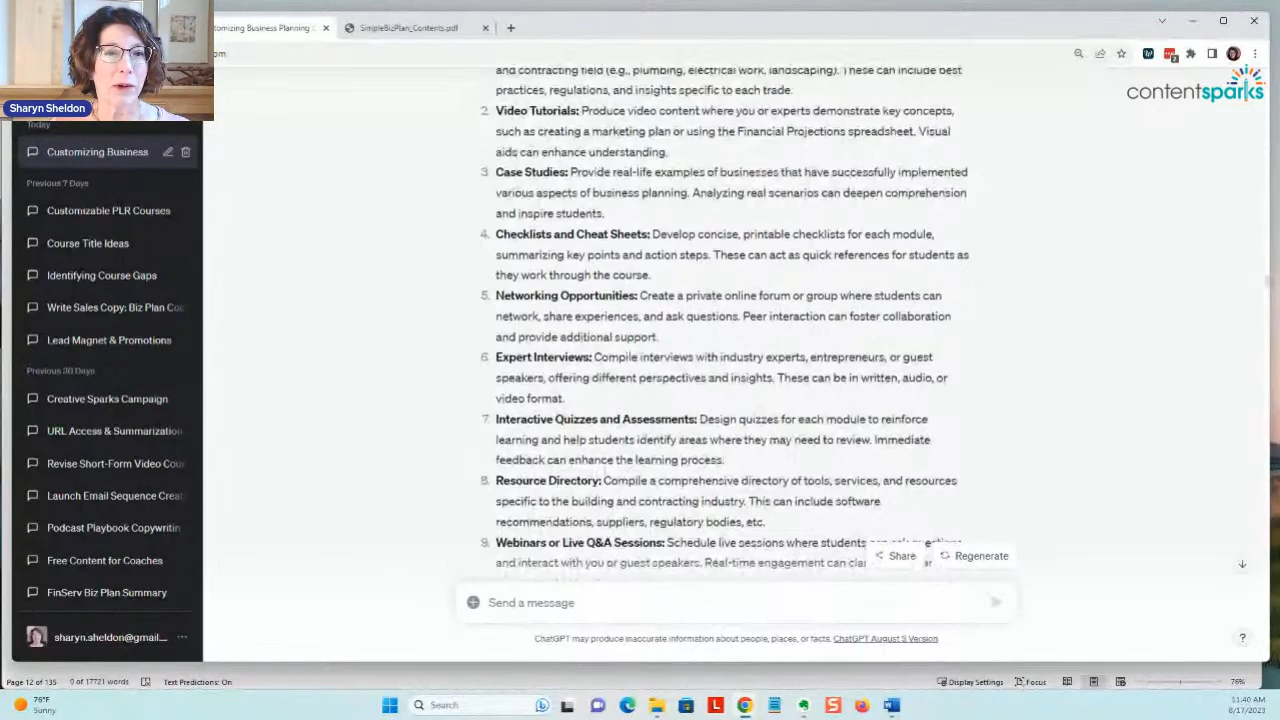 tomizing Business Planning
SimpleBizPlan_Contents.pdf
om
Sharyn Sheldon
contentsparks
Today
Customizing Business
Previous 7 Days
Customizable PLR Courses
Course Title Ideas
Identifying Course Gaps
Write Sales Copy: Biz Plan Co
Lead Magnet & Promotions
Previous 30 Days
Creative Sparks Campaign
URL Access & Summarization
Revise Short-Form Video Cou
Launch Email Sequence Creat
Podcast Playbook Copywritin
Free Content for Coaches
FinServ Biz Plan Summary
sharyn.sheldon@gmail...
and contracting field (e.g., plumbing, electrical work, landscaping). These can include best
practices, regulations, and insights specific to each trade.
2. Video Tutorials: Produce video content where you or experts demonstrate key concepts,
such as creating a marketing plan or using the Financial Projections spreadsheet. Visual
aids can enhance understanding.
3. Case Studies: Provide real-life examples of businesses that have successfully implemented
various aspects of business planning. Analyzing real scenarios can deepen comprehension
and inspire students.
4. Checklists and Cheat Sheets: Develop concise, printable checklists for each module,
summarizing key points and action steps. These can act as quick references for students as
they work through the course.
5. Networking Opportunities: Create a private online forum or group where students can
network, share experiences, and ask questions. Peer interaction can foster collaboration
and provide additional support.
6. Expert Interviews: Compile interviews with industry experts, entrepreneurs, or guest
speakers, offering different perspectives and insights. These can be in written, audio, or
video format.
7. Interactive Quizzes and Assessments: Design quizzes for each module to reinforce
learning and help students identify areas where they may need to review. Immediate
feedback can enhance the learning process.
8. Resource Directory: Compile a comprehensive directory of tools, services, and resources
specific to the building and contracting industry. This can include software
recommendations, suppliers, regulatory bodies, etc.
9. Webinars or Live Q&A Sessions: Schedule live sessions where students
and interact with you or guest speakers. Real-time engagement can
Share
Regenerate
Send a message
ChatGPT may produce inaccurate information about people, places, or facts. ChatGPT August 3 Version
?
Page 12 of 135
0 of 17721 words
Text Predictions: On
Display Settings
Focus
76%
76°F
Sunny
Search
11:40 AM
8/17/2023